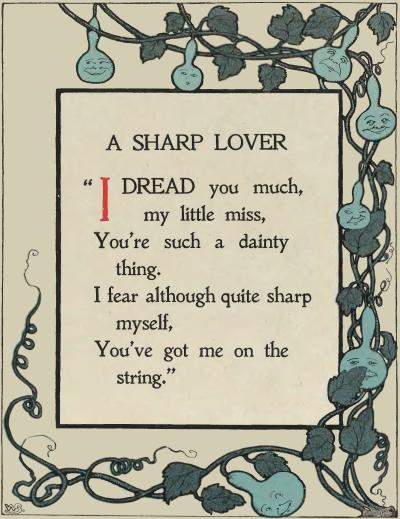 A SHARP LOVER
“I DREAD you much,
my little miss,
You're such a dainty
thing.
I fear although quite sharp
myself,
You've got me on the
string.”